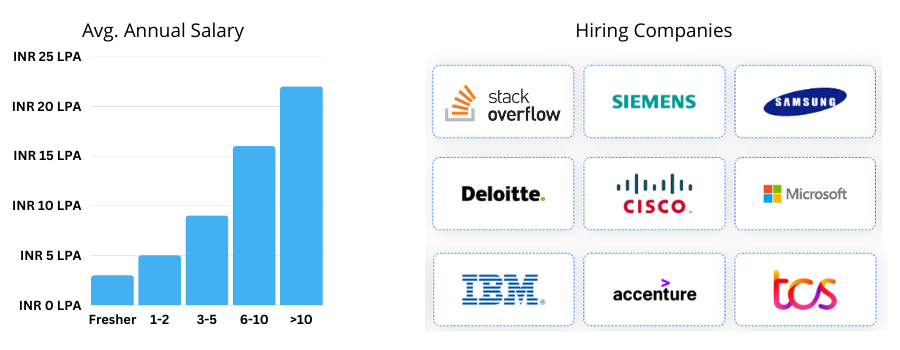 Avg. Annual Salary
INR 25 LPA
INR 20 LPA
INR 15 LPA
INR 10 LPA
INR 5 LPA
INR 0 LPA
Fresher 1-2 3-5 6-10 >10
Hiring Companies
stack
overflow
SIEMENS
SAMSUNG
Deloitte.
CISCO
Microsoft
IBM®
accenture
tcs